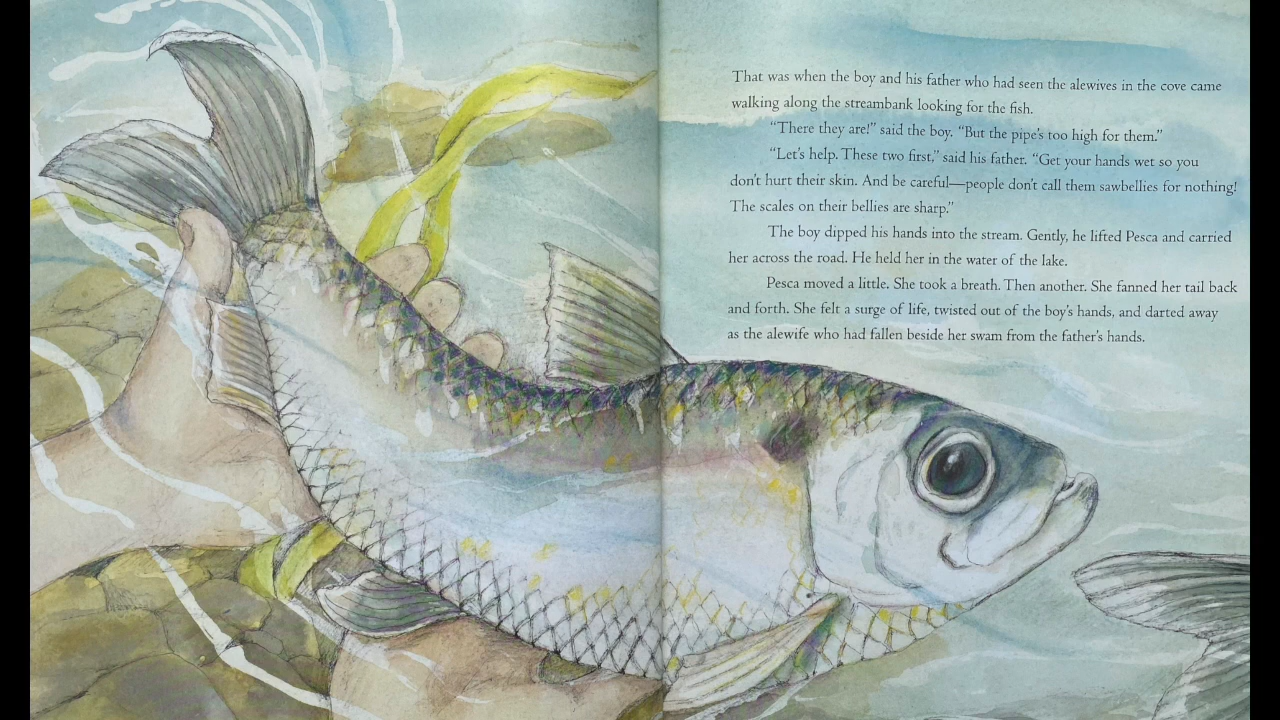 That was when the boy and his father who had seen the alewives in the cove came
walking along the streambank looking for the fish.
“There they are!” said the boy. “But the pipe’s too high for them.”
“Let’s help. These two first,” said his father. “Get your hands wet so you
don’t hurt their skin. And be careful—people don’t call them sawbellies for nothing!
The scales on their bellies are sharp.”
The boy dipped his hands into the stream. Gently, he lifted Pesca and carried
her across the road. He held her in the water of the lake.
Pesca moved a little. She took a breath. Then another. She fanned her tail back
and forth. She felt a surge of life, twisted out of the boy’s hands, and darted away
as the alewife who had fallen beside her swam from the father’s hands.